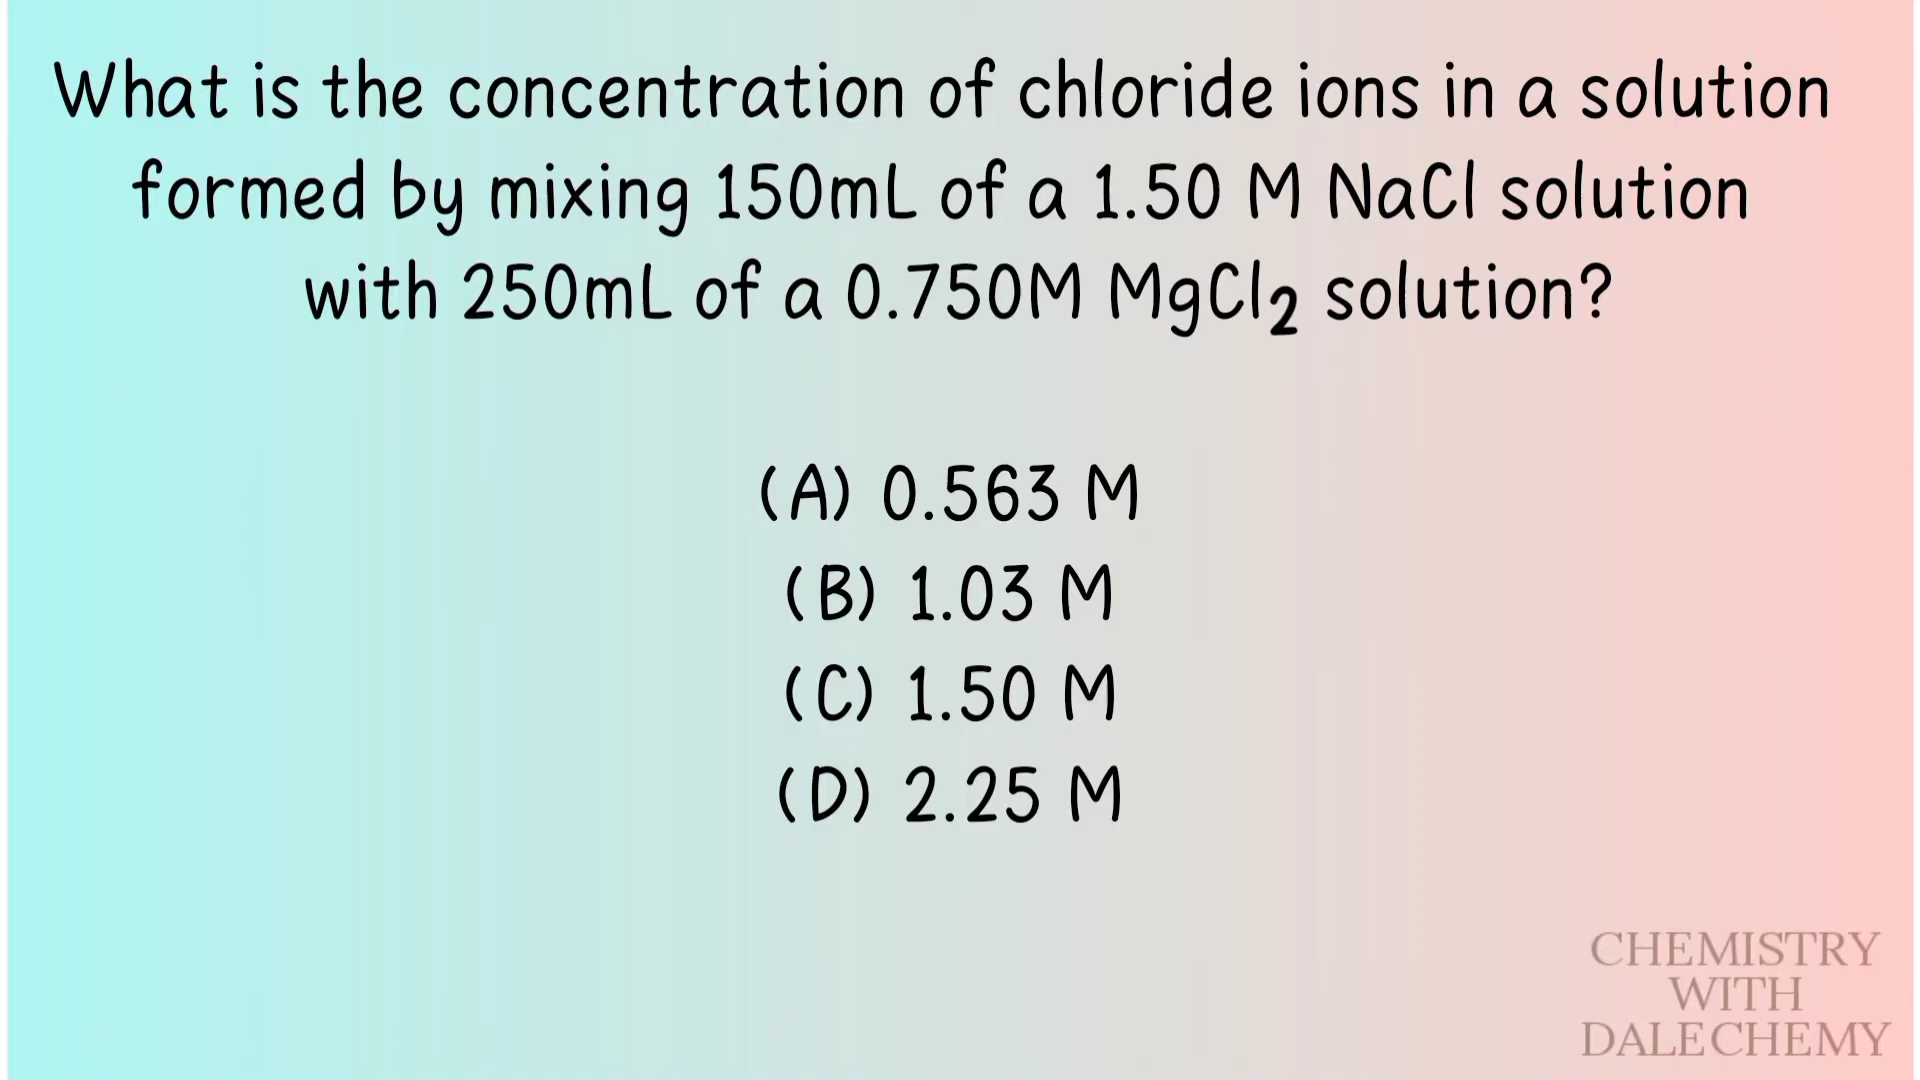 What is the concentration of chloride ions in a solution
formed by mixing 150mL of a 1.50 M NaCl solution
with 250mL of a 0.750M MgCl₂ solution?
(A) 0.563 M
(B) 1.03 M
(C) 1.50 M
(D) 2.25 M
CHEMISTRY
WITH
DALECHEMY